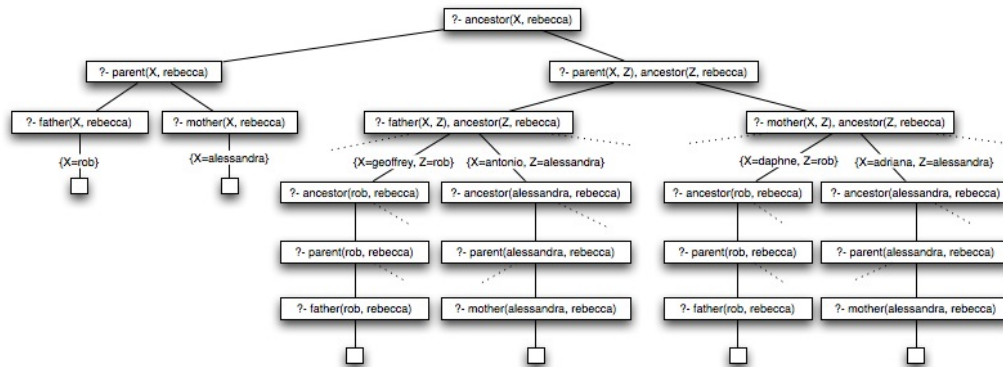 ?- ancestor(X, rebecca)
?- parent(X, rebecca)
?- parent(X, Z), ancestor(Z, rebecca)
?- father(X, rebecca)
?- mother(X, rebecca)
?- father(X, Z), ancestor(Z, rebecca)
?- mother(X, Z), ancestor(Z, rebecca)
{X=rob}
{X=alessandra}
{X=geoffrey, Z=rob}
{X=antonio, Z=alessandra}
{X=daphne, Z=rob}
{X=adriana, Z=alessandra}
?- ancestor(rob, rebecca)
?- ancestor(alessandra, rebecca)
?- ancestor(rob, rebecca)
?- ancestor(alessandra, rebecca)
?- parent(rob, rebecca)
?- parent(alessandra, rebecca)
?- parent(rob, rebecca)
?- parent(alessandra, rebecca)
?- father(rob, rebecca)
?- mother(alessandra, rebecca)
?- father(rob, rebecca)
?- mother(alessandra, rebecca)